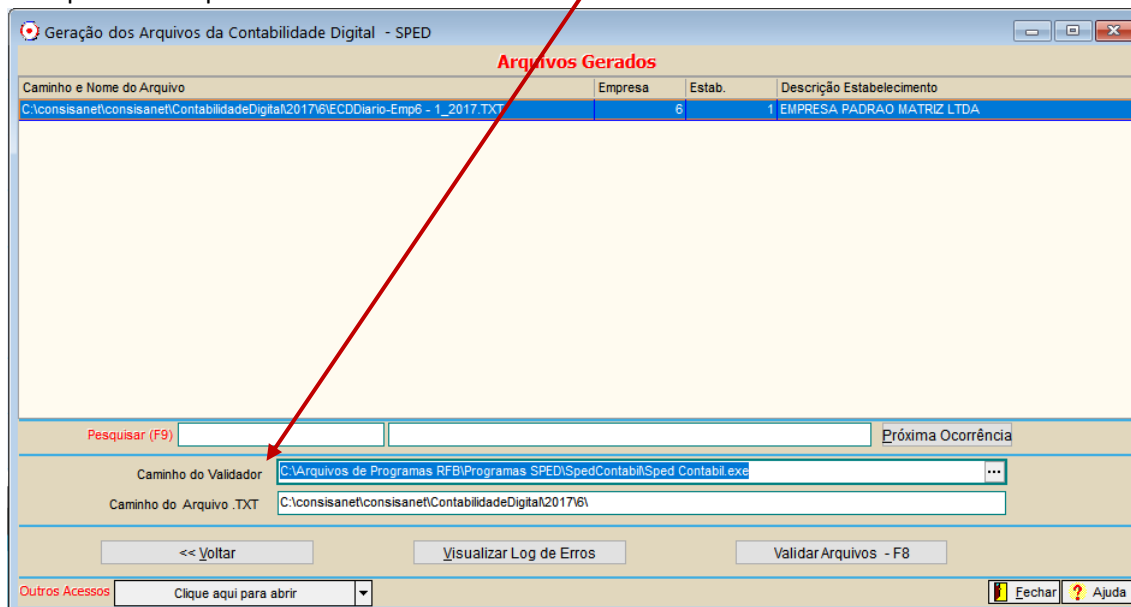 Geração dos Arquivos da Contabilidade Digital - SPED
Arquivos Gerados
Caminho e Nome do Arquivo Empresa Estab. Descrição Estabelecimento
C:\consisanet\consisanet\ContabilidadeDigital\2017\6\ECDDiario-Emp6 - 1_2017.TXT 6 1 EMPRESA PADRAO MATRIZ LTDA
Pesquisar (F9) Próxima Ocorrência
Caminho do Validador C:\Arquivos de Programas RFB\Programas SPED\SpedContabil\Sped Contabil.exe ...
Caminho do Arquivo .TXT C:\consisanet\consisanet\ContabilidadeDigital\2017\6\
<< Voltar Visualizar Log de Erros Validar Arquivos - F8
Outros Acessos Clique aqui para abrir Fechar ? Ajuda